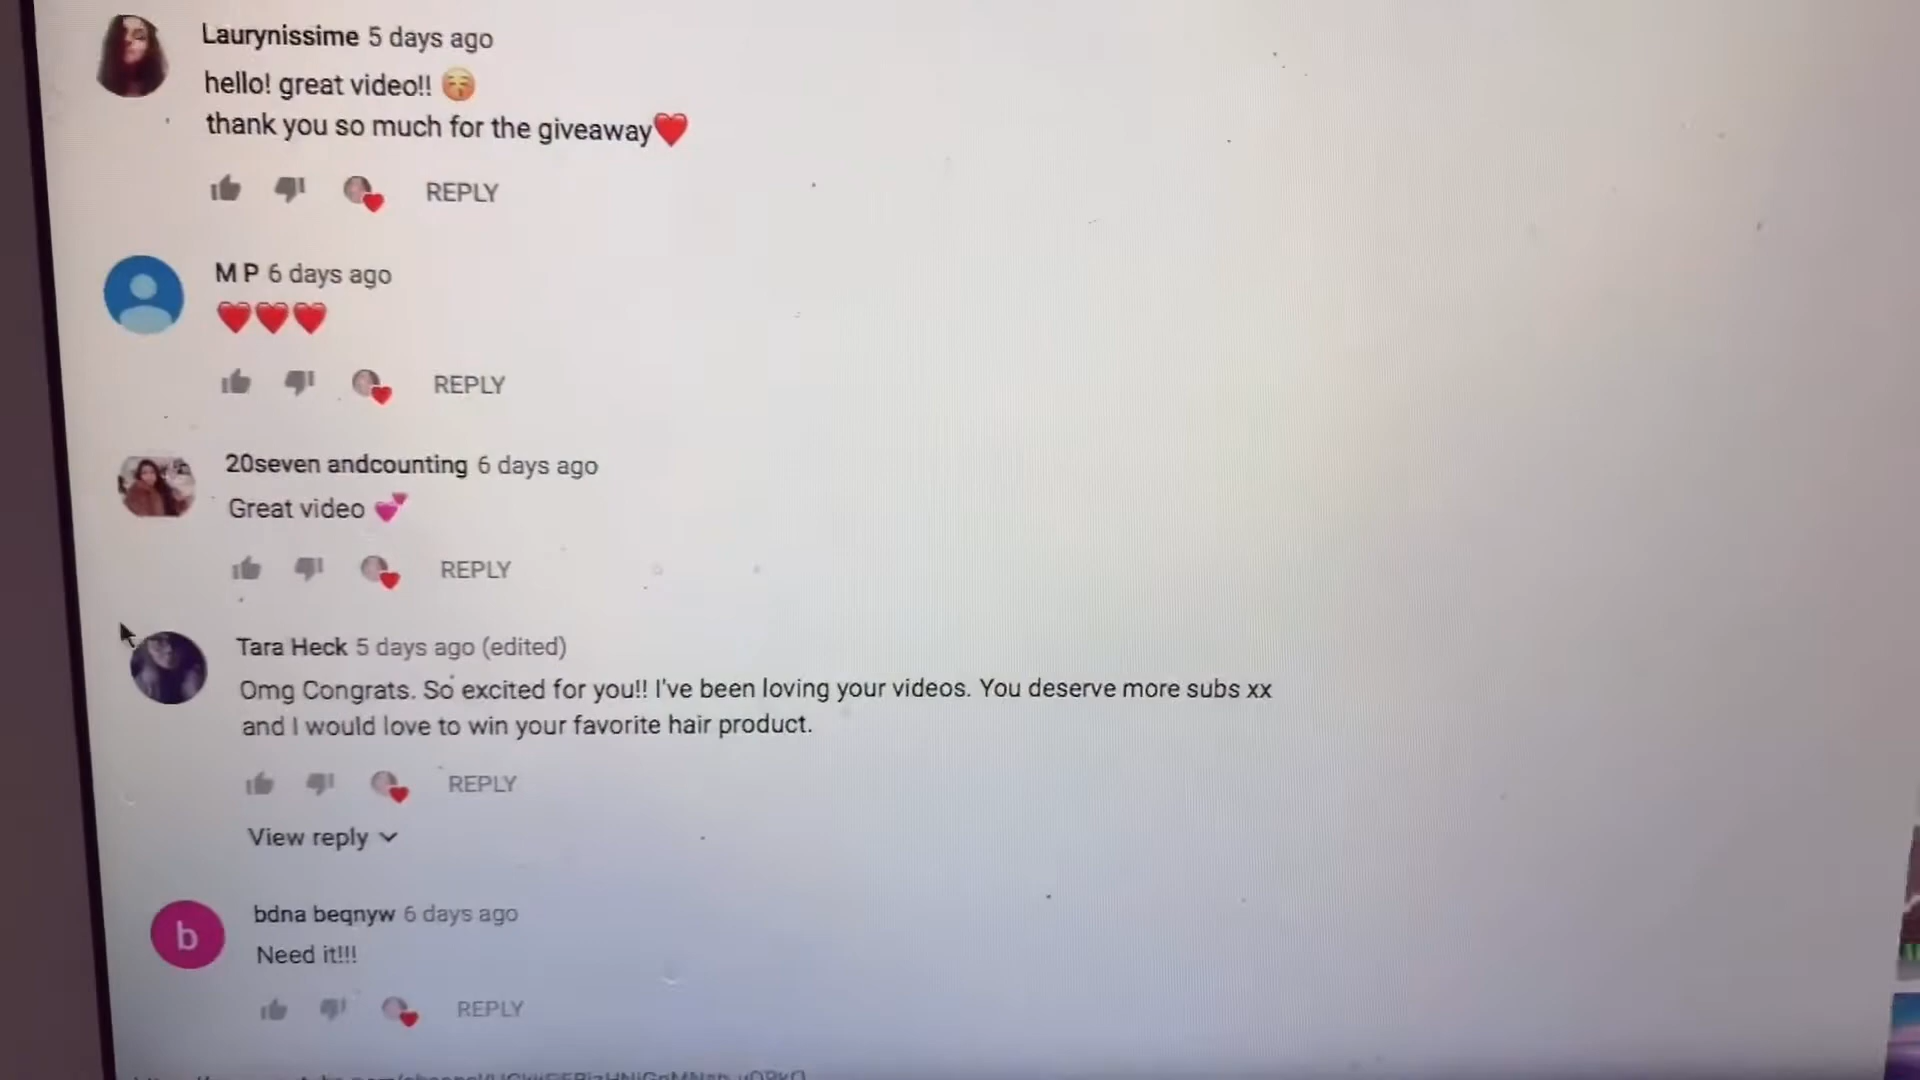 Laurynissime 5 days ago
hello! great video!! 😚
thank you so much for the giveaway❤️
REPLY
M P 6 days ago
❤️❤️❤️
REPLY
20seven andcounting 6 days ago
Great video 💕
REPLY
Tara Heck 5 days ago (edited)
Omg Congrats. So excited for you!! I've been loving your videos. You deserve more subs xx
and I would love to win your favorite hair product.
REPLY
View reply
b
bdna beqnyw 6 days ago
Need it!!!
REPLY